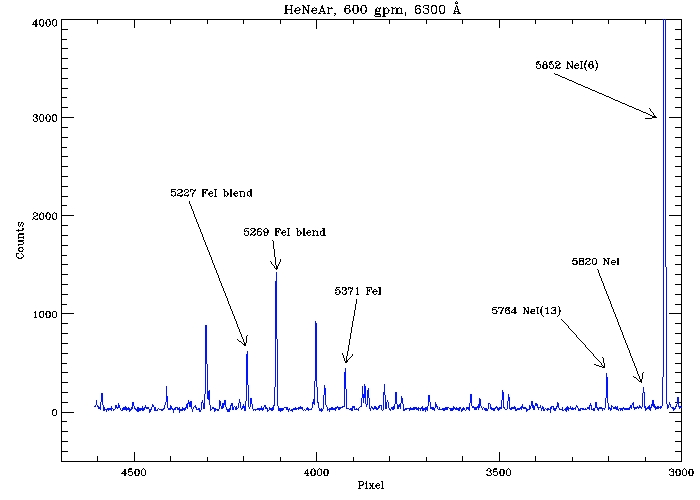 HeNeAr, 600 gpm, 6300 Å
4000
5852 NeI(6)
3000
5227 FeI blend
2000
5269 FeI blend
Counts
5820 NeI
5371 FeI
5764 NeI(13)
1000
0
4500 4000 3500 3000
Pixel